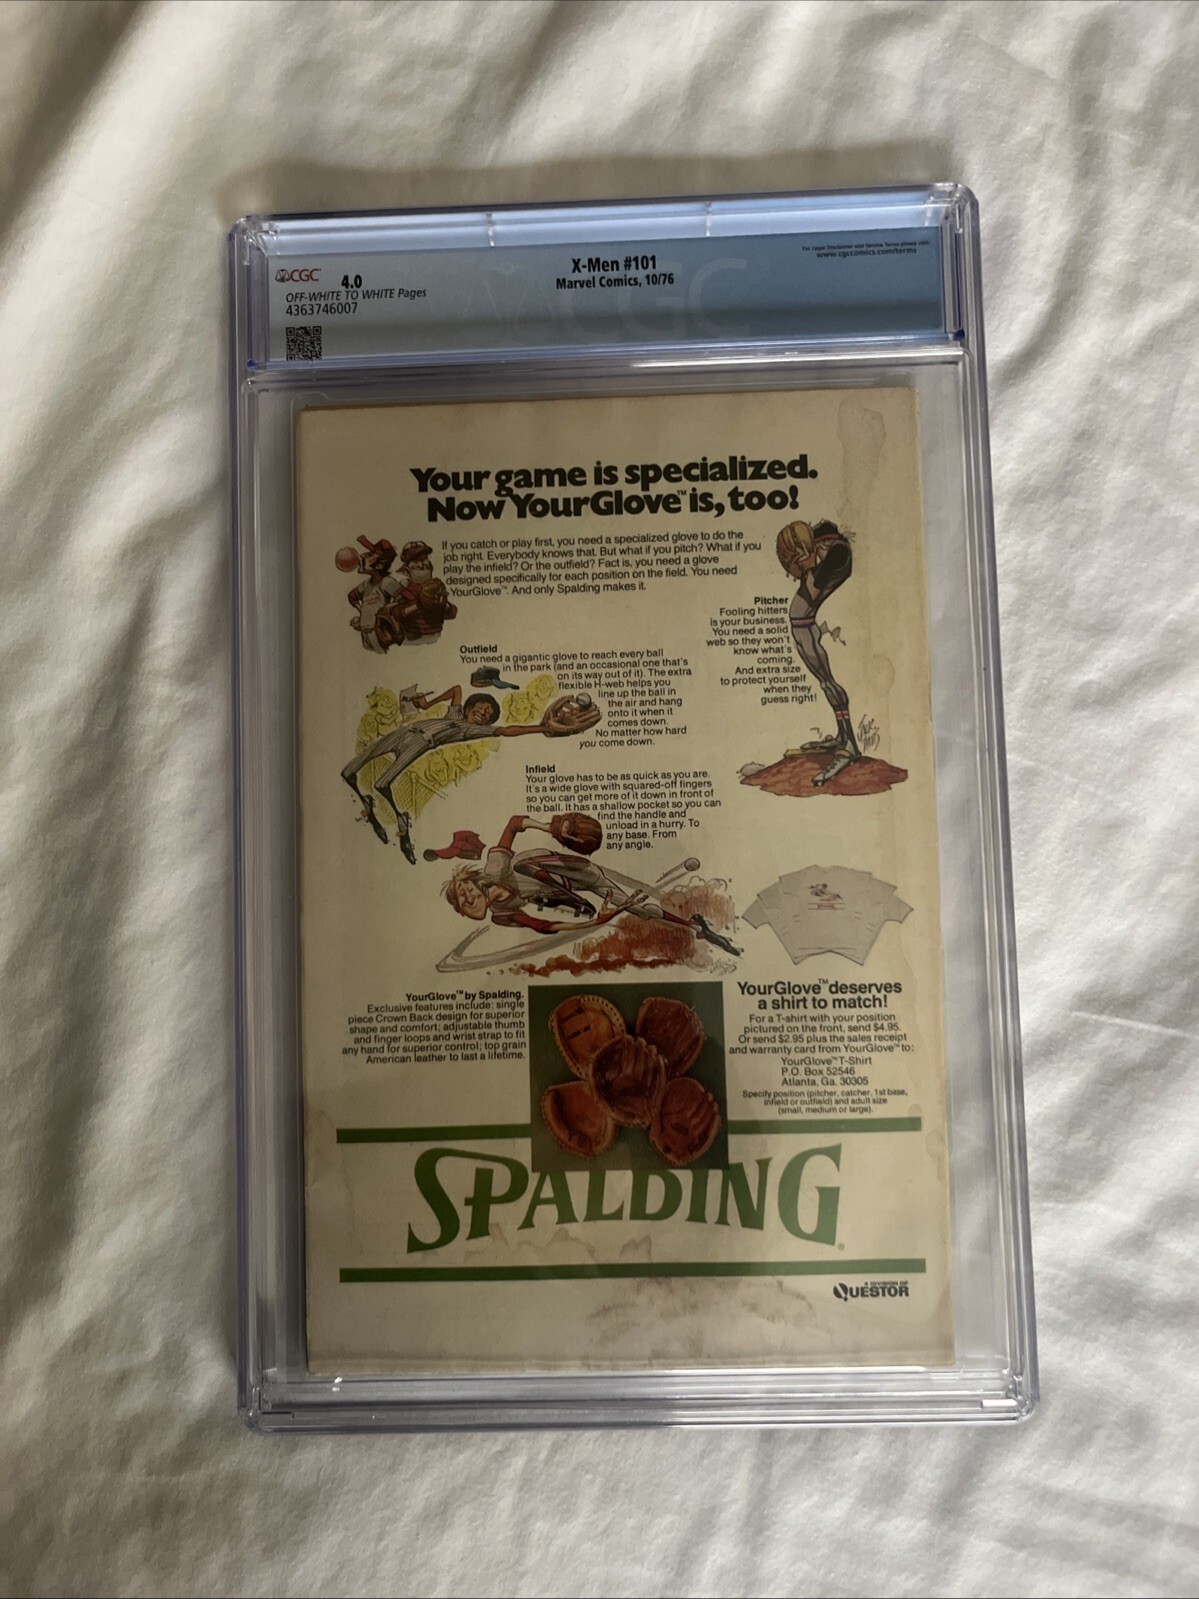 For Legal Disclaimer and Service Terms please visit:
www.cgccomics.com/terms
CGC 4.0
OFF-WHITE TO WHITE Pages
4363746007
X-Men #101
Marvel Comics, 10/76
Your game is specialized.
Now YourGlove™ is, too!
If you catch or play first, you need a specialized glove to do the
job right. Everybody knows that. But what if you pitch? What if you
play the infield? Or the outfield? Fact is, you need a glove
designed specifically for each position on the field. You need
YourGlove™. And only Spalding makes it.
Pitcher
Fooling hitters
is your business.
You need a solid
web so they won't
know what's
coming.
And extra size
to protect yourself
when they
guess right!
Outfield
You need a gigantic glove to reach every ball
in the park (and an occasional one that's
on its way out of it). The extra
flexible H-web helps you
line up the ball in
the air and hang
onto it when it
comes down.
No matter how hard
you come down.
JACK
DAVIS
Infield
Your glove has to be as quick as you are.
It's a wide glove with squared-off fingers
so you can get more of it down in front of
the ball. It has a shallow pocket so you can
find the handle and
unload in a hurry. To
any base. From
any angle.
YourGlove™ by Spalding.
Exclusive features include: single
piece Crown Back design for superior
shape and comfort; adjustable thumb
and finger loops and wrist strap to fit
any hand for superior control; top grain
American leather to last a lifetime.
YourGlove™ deserves
a shirt to match!
For a T-shirt with your position
pictured on the front, send $4.95.
Or send $2.95 plus the sales receipt
and warranty card from YourGlove™ to:
YourGlove™ T-Shirt
P.O. Box 52546
Atlanta, Ga. 30305
Specify position (pitcher, catcher, 1st base,
infield or outfield) and adult size
(small, medium or large).
SPALDING®
A DIVISION OF
QUESTOR